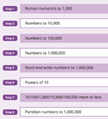 Step 1 Roman numerals to 1,000
Step 2 Numbers to 10,000
Step 3 Numbers to 100,000
Step 4 Numbers to 1,000,000
Step 5 Read and write numbers to 1,000,000
Step 6 Powers of 10
Step 7 10/100/1,000/10,000/100,000 more or less
Step 8 Partition numbers to 1,000,000